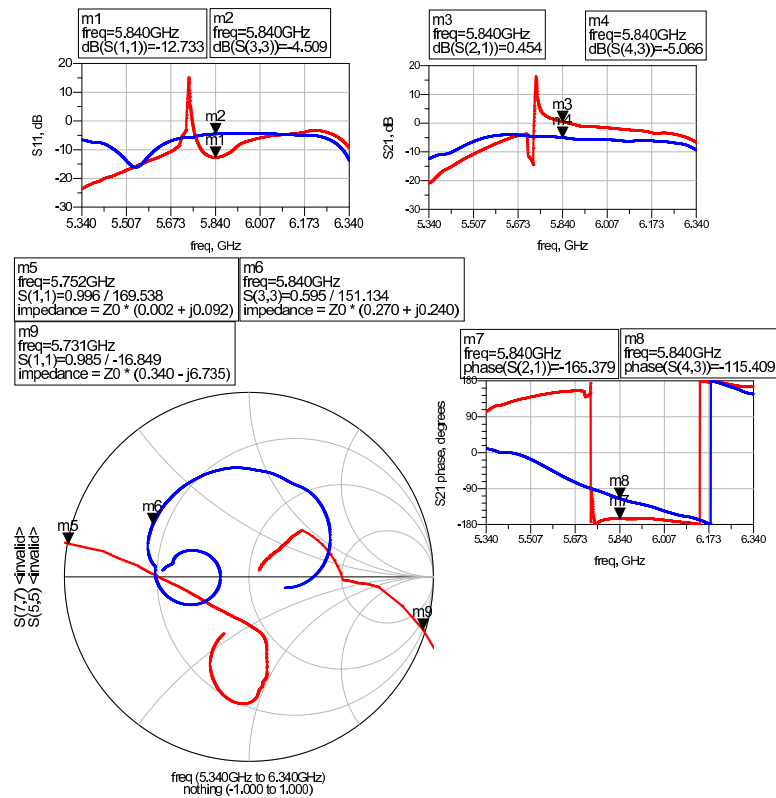 m1
freq=5.840GHz
dB(S(1,1))=-12.733
m2
freq=5.840GHz
dB(S(3,3))=-4.509
m3
freq=5.840GHz
dB(S(2,1))=0.454
m4
freq=5.840GHz
dB(S(4,3))=-5.066
20
10
0
-10
-20
-30
S11, dB
m2
m1
5.340
5.507
5.673
5.840
6.007
6.173
6.340
freq, GHz
20
10
0
-10
-20
-30
S21, dB
m3
m4
5.340
5.507
5.673
5.840
6.007
6.173
6.340
freq, GHz
m5
freq=5.752GHz
S(1,1)=0.996 / 169.538
impedance = Z0 * (0.002 + j0.092)
m6
freq=5.840GHz
S(3,3)=0.595 / 151.134
impedance = Z0 * (0.270 + j0.240)
m9
freq=5.731GHz
S(1,1)=0.985 / -16.849
impedance = Z0 * (0.340 - j6.735)
m7
freq=5.840GHz
phase(S(2,1))=-165.379
m8
freq=5.840GHz
phase(S(4,3))=-115.409
180
90
0
-90
-180
S21 phase, degrees
m8
m7
5.340
5.507
5.673
5.840
6.007
6.173
6.340
freq, GHz
S(7,7) <invalid>
S(5,5) <invalid>
m5
m6
m9
freq (5.340GHz to 6.340GHz)
nothing (-1.000 to 1.000)